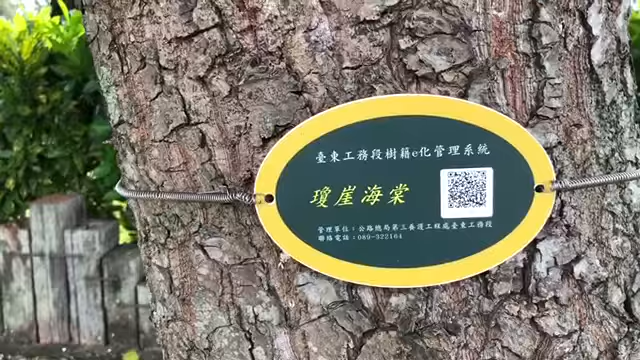 臺東工務段樹籍e化管理系統
瓊崖海棠
管理單位：公路總局第三養護工程處臺東工務段
聯絡電話：089-322164